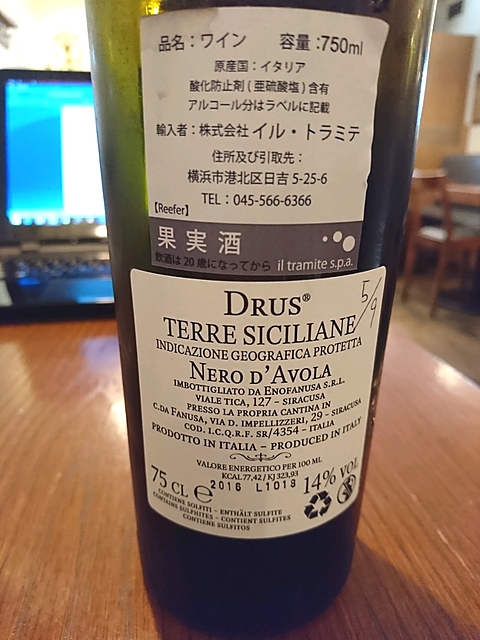 品名：ワイン 容量：750ml
原産国：イタリア
酸化防止剤(亜硫酸塩)含有
アルコール分はラベルに記載
輸入者：株式会社イル・トラミテ
住所及び引取先：
横浜市港北区日吉5-25-6
TEL：045-566-6366
【Reefer】
果実酒
飲酒は20歳になってから il tramite s.p.a.
DRUS®
5/9
TERRE SICILIANE
INDICAZIONE GEOGRAFICA PROTETTA
NERO D'AVOLA
IMBOTTIGLIATO DA ENOFANUSA S.R.L.
VIALE TICA, 127 – SIRACUSA
PRESSO LA PROPRIA CANTINA IN
C.DA FANUSA, VIA D. IMPELLIZZERI, 29 – SIRACUSA
COD. I.C.Q.R.F. SR/4354 – ITALIA
PRODOTTO IN ITALIA – PRODUCED IN ITALY
VALORE ENERGETICO PER 100 ML
KCAL 77,42 / KJ 323,93
75 CL e 2016 L1018 14% VOL
CONTIENE SOLFITI – ENTHÄLT SULFITE
CONTAINS SULPHITES – CONTIENT SULFITES
CONTIENE SULFITOS